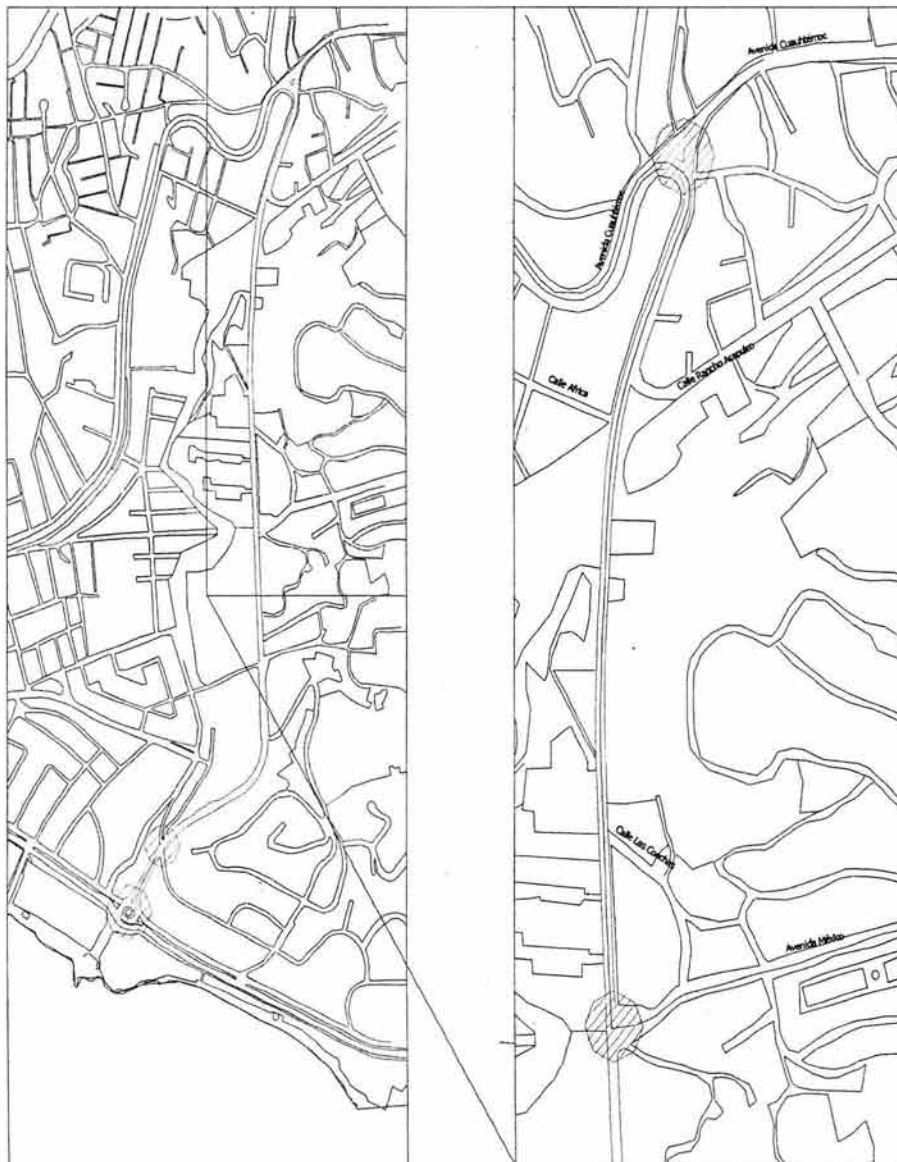 Avenida Cuauhtémoc
Avenida Cuauhtémoc
Calle Africa
Calle Rancho Acapulco
Calle Las Conchas
Avenida México